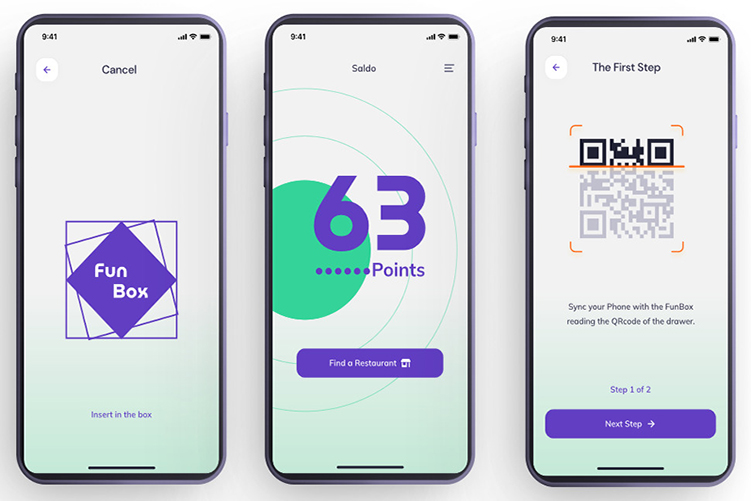 9:41
Cancel
Fun
Box
Insert in the box
9:41
Saldo
63
Points
Find a Restaurant
9:41
The First Step
Sync your Phone with the FunBox
reading the QRcode of the drawer.
Step 1 of 2
Next Step